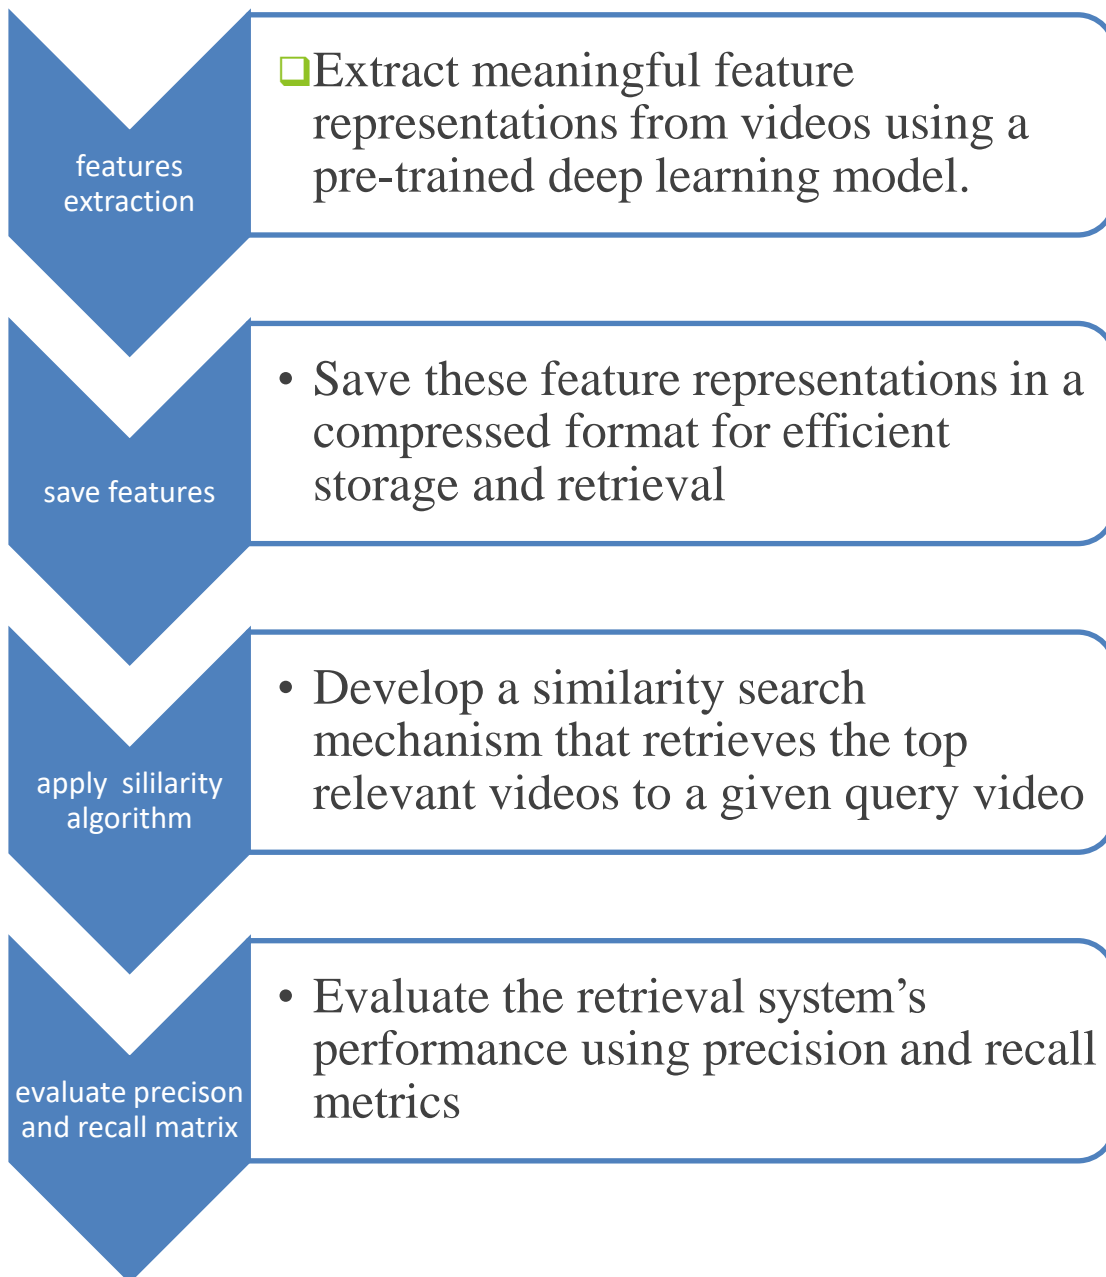 features
extraction
❑Extract meaningful feature
representations from videos using a
pre-trained deep learning model.
save features
• Save these feature representations in a
compressed format for efficient
storage and retrieval
apply  sililarity
algorithm
• Develop a similarity search
mechanism that retrieves the top
relevant videos to a given query video
evaluate precison
and recall matrix
• Evaluate the retrieval system’s
performance using precision and recall
metrics